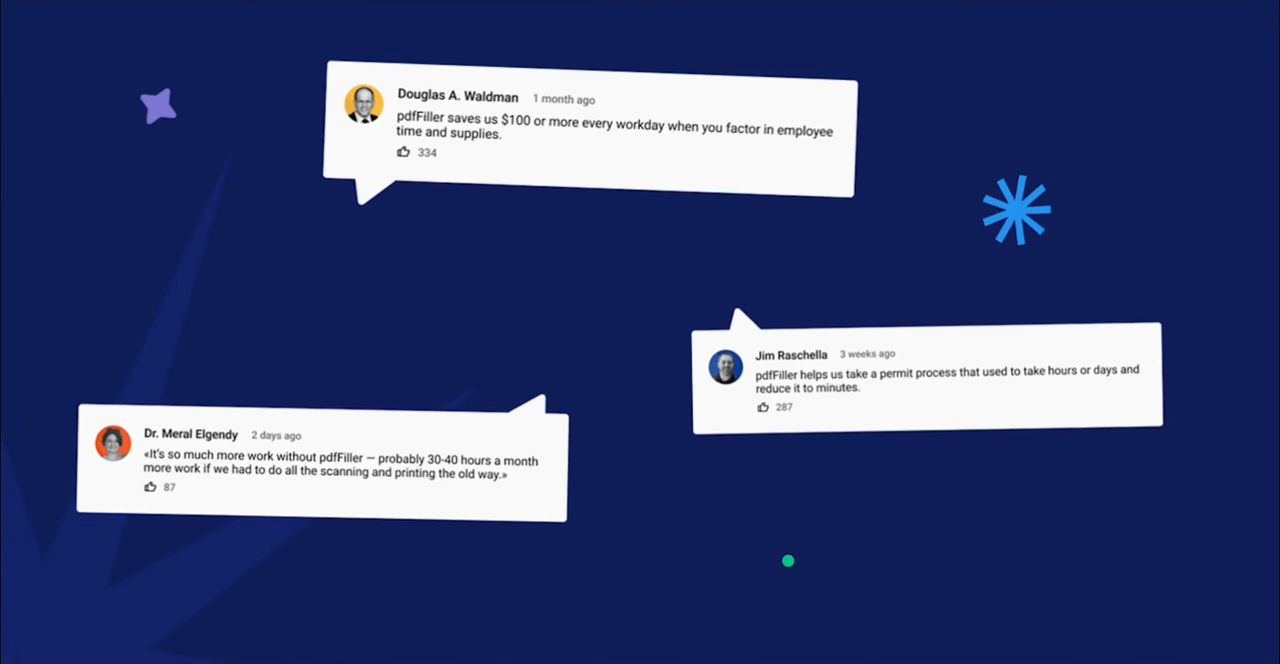 Douglas A. Waldman 1 month ago
pdfFiller saves us $100 or more every workday when you factor in employee
time and supplies.
334
Jim Raschella 3 weeks ago
pdfFiller helps us take a permit process that used to take hours or days and
reduce it to minutes.
287
Dr. Meral Elgendy 2 days ago
«It's so much more work without pdfFiller — probably 30-40 hours a month
more work if we had to do all the scanning and printing the old way.»
87